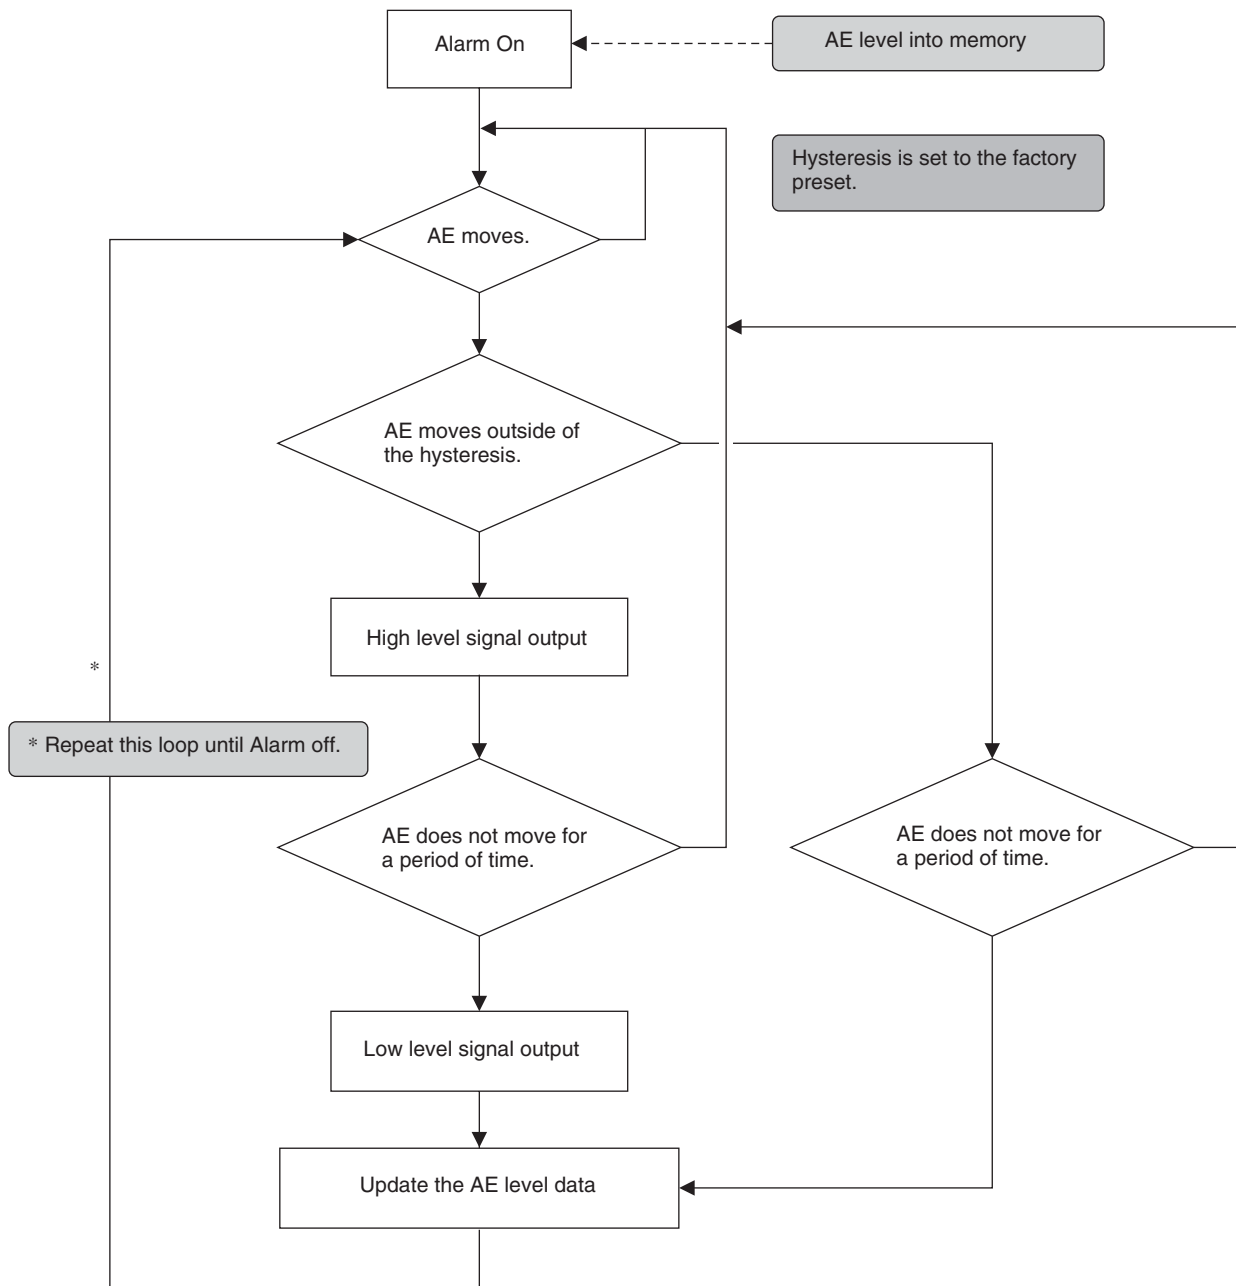 Alarm On
AE level into memory
Hysteresis is set to the factory
preset.
AE moves.
AE moves outside of
the hysteresis.
High level signal output
*
* Repeat this loop until Alarm off.
AE does not move for
a period of time.
AE does not move for
a period of time.
Low level signal output
Update the AE level data